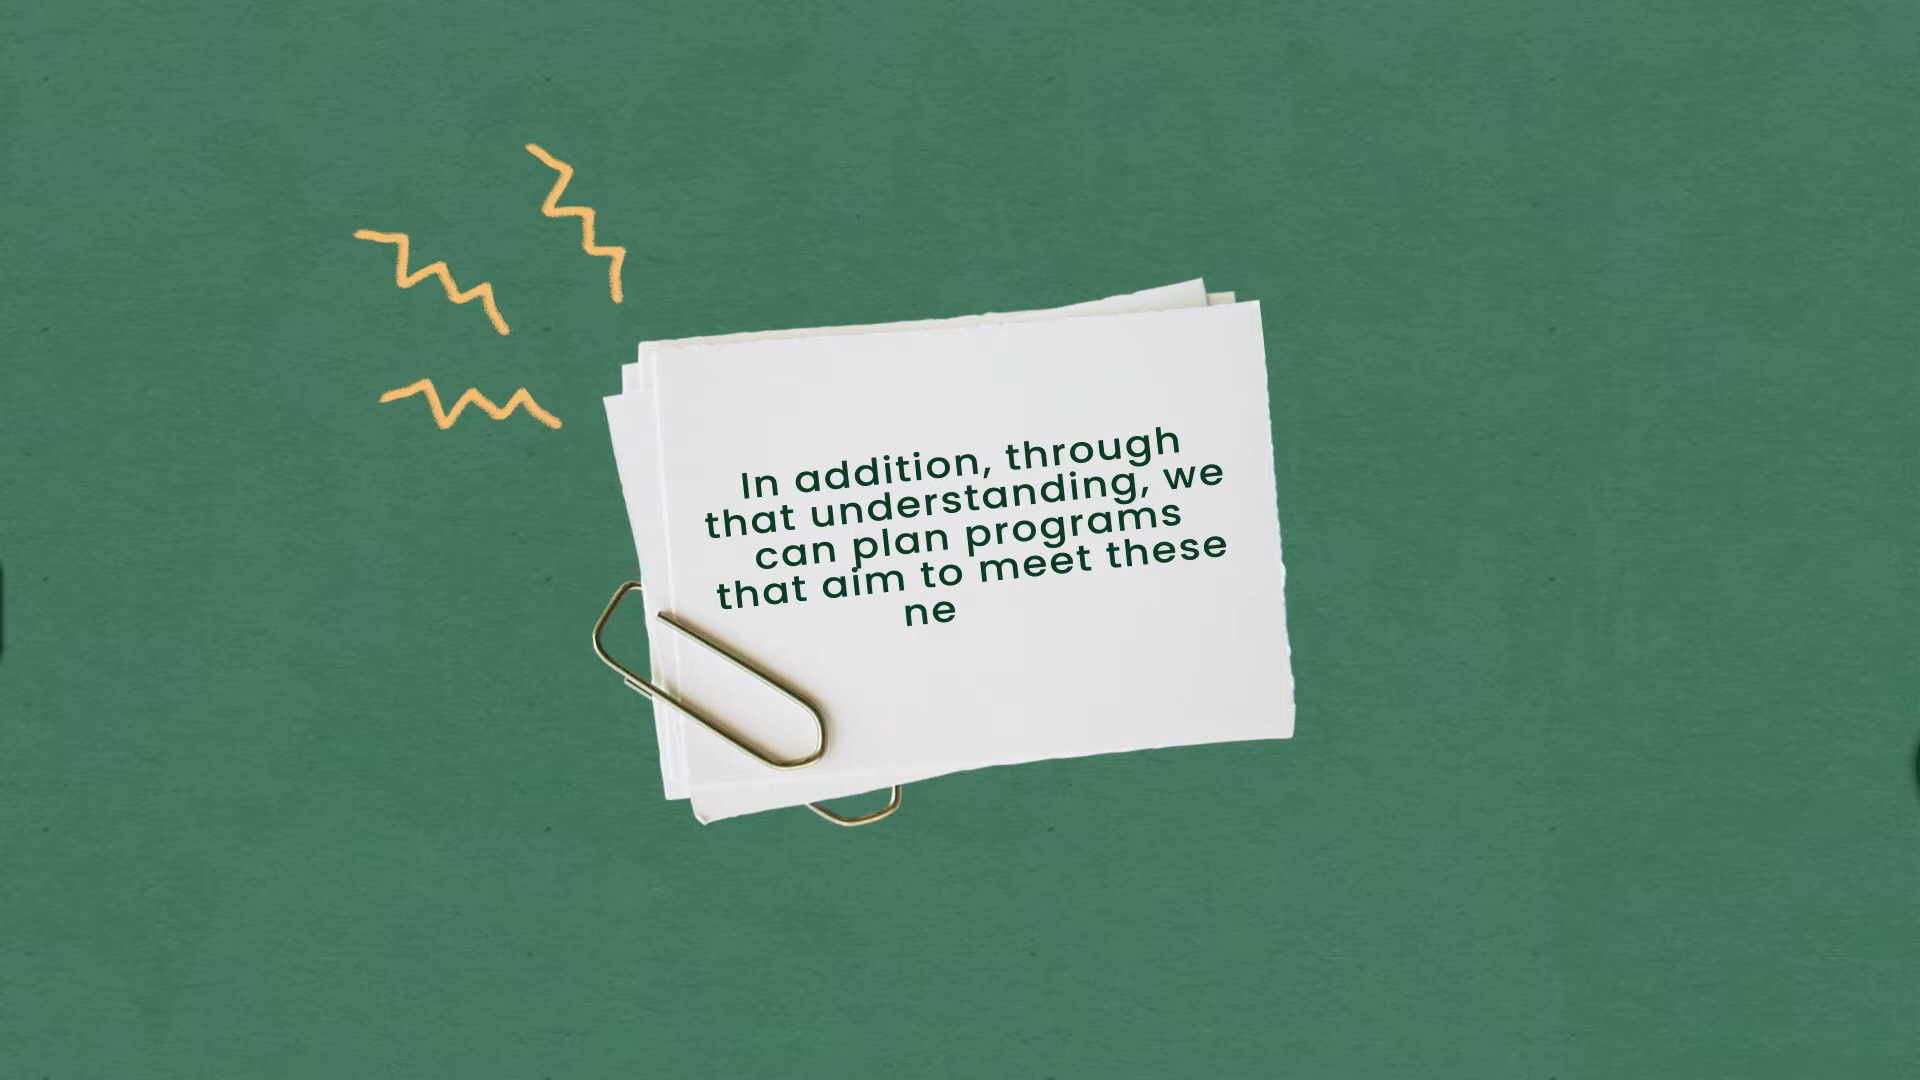 In addition, through
that understanding, we
can plan programs
that aim to meet these
ne